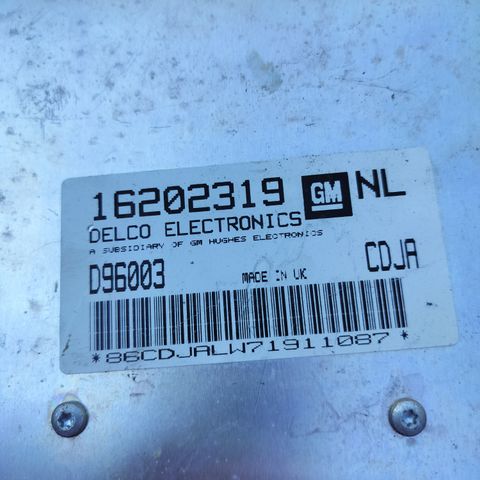 16202319 GM NL
DELCO ELECTRONICS
A SUBSIDIARY OF GM HUGHES ELECTRONICS
D96003 MADE IN UK CDJA
*86CDJALW71911087*